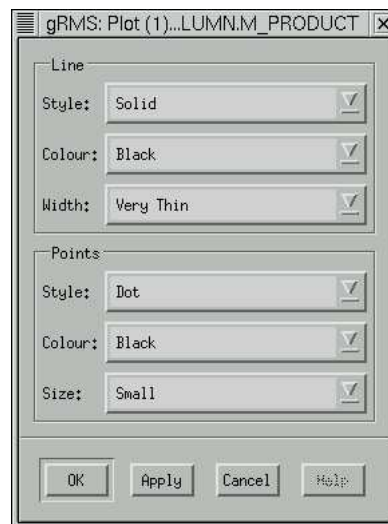 gRMS: Plot (1)...LUMN.M_PRODUCT
Line
Style: Solid
Colour: Black
Width: Very Thin
Points
Style: Dot
Colour: Black
Size: Small
OK Apply Cancel Help